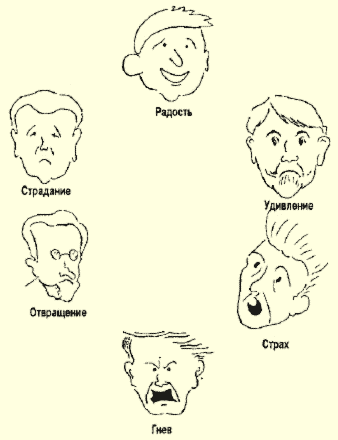 Радость
Страдание
Удивление
Отвращение
Страх
Гнев